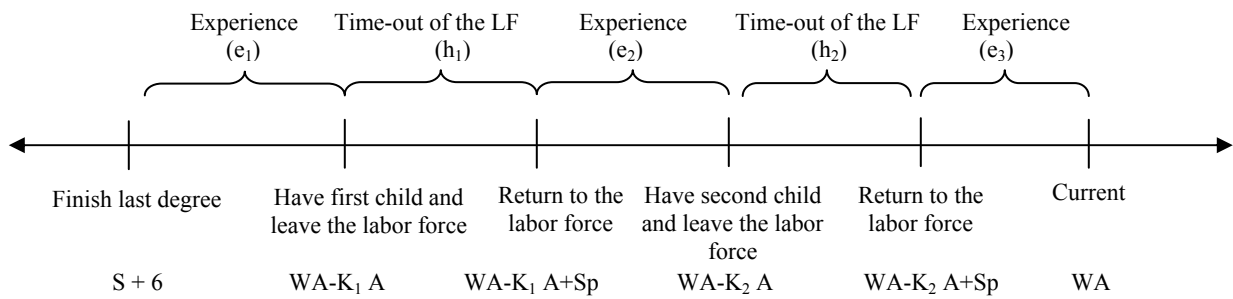 Experience
(e₁)
Time-out of the LF
(h₁)
Experience
(e₂)
Time-out of the LF
(h₂)
Experience
(e₃)
Finish last degree
Have first child and
leave the labor force
Return to the
labor force
Have second child
and leave the labor
force
Return to the
labor force
Current
S + 6
WA-K₁ A
WA-K₁ A+Sp
WA-K₂ A
WA-K₂ A+Sp
WA